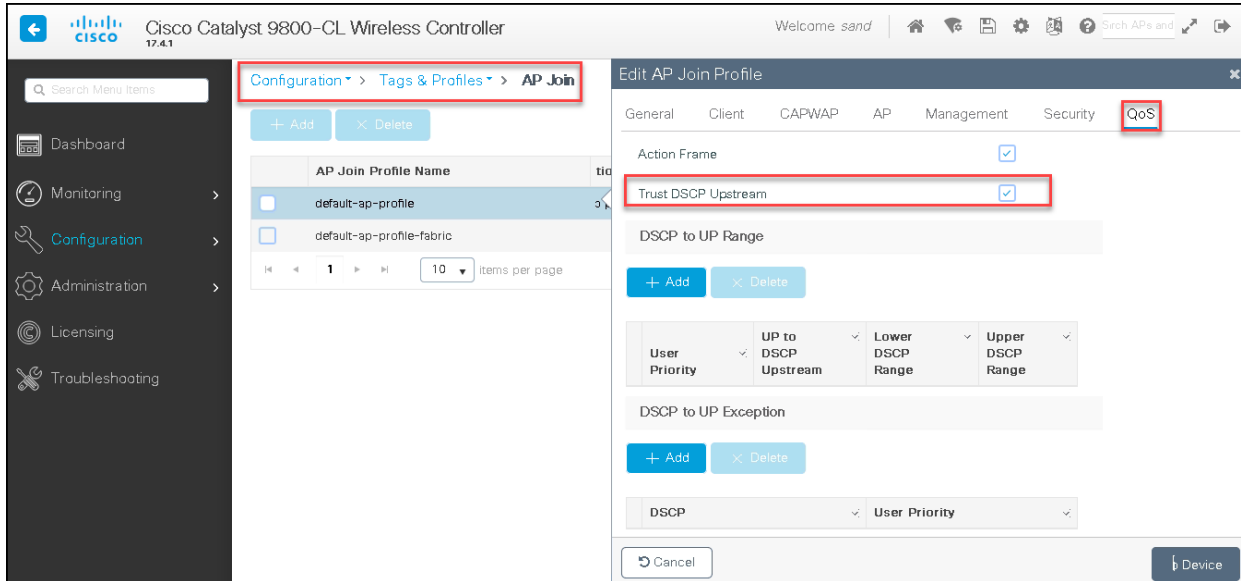 CISCO
Cisco Catalyst 9800-CL Wireless Controller
17.4.1
Welcome sand
Search Menu Items
Dashboard
Monitoring
Configuration
Administration
Licensing
Troubleshooting
Configuration > Tags & Profiles > AP Join
+ Add
× Delete
AP Join Profile Name
default-ap-profile
default-ap-profile-fabric
1
10
items per page
Edit AP Join Profile
General Client CAPWAP AP Management Security QoS
Action Frame
Trust DSCP Upstream
DSCP to UP Range
+ Add × Delete
User Priority
UP to DSCP Upstream
Lower DSCP Range
Upper DSCP Range
DSCP to UP Exception
+ Add × Delete
DSCP User Priority
Cancel
Device